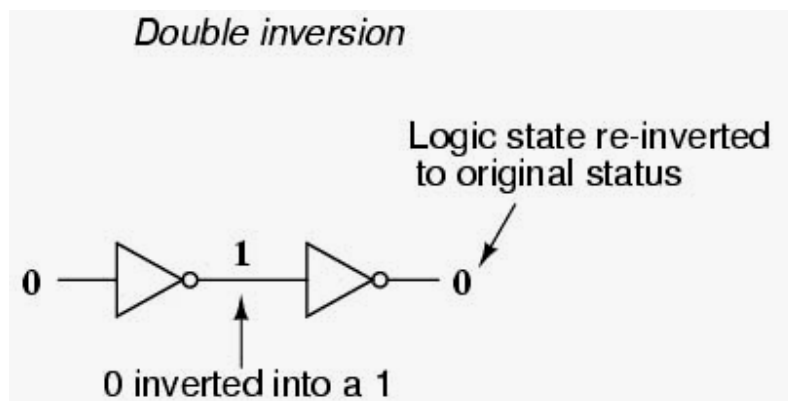 Double inversion
Logic state re-inverted
to original status
0
1
0
0 inverted into a 1